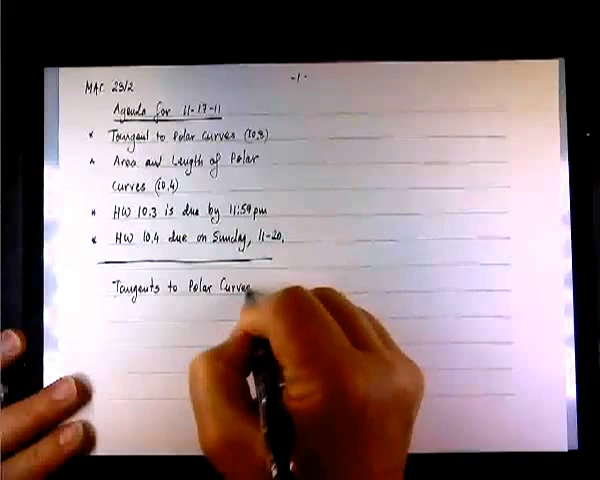 MAC 2312
-1-
Agenda for 11-17-11
* Tangent to Polar Curves (10.3)
* Area and Length of Polar
Curves (10.4)
* HW 10.3 is due by 11:59pm
* HW 10.4 due on Sunday, 11-20.
Tangents to Polar Curves